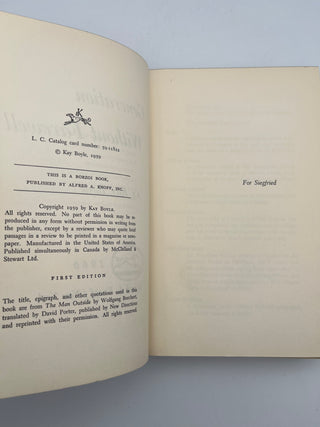 L. C. Catalog card number: 59-11822
© Kay Boyle, 1959
THIS IS A BORZOI BOOK,
PUBLISHED BY ALFRED A. KNOPF, INC.
Copyright 1959 by KAY BOYLE.
All rights reserved. No part of this book may be re-
produced in any form without permission in writing from
the publisher, except by a reviewer who may quote brief
passages in a review to be printed in a magazine or news-
paper. Manufactured in the United States of America.
Published simultaneously in Canada by McClelland &
Stewart Ltd.
FIRST EDITION
The title, epigraph, and other quotations used in this
book are from The Man Outside by Wolfgang Borchert,
translated by David Porter, published by New Directions
and reprinted with their permission. All rights reserved.
For Siegfried